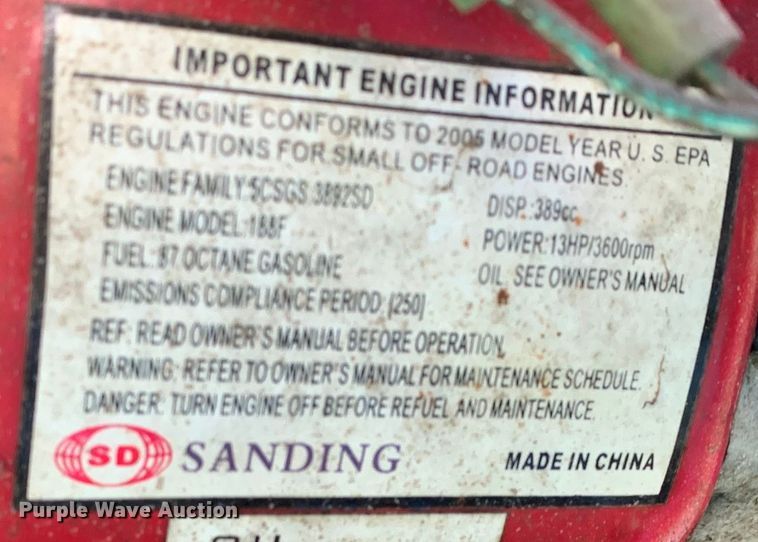 IMPORTANT ENGINE INFORMATION
THIS ENGINE CONFORMS TO 2005 MODEL YEAR U. S. EPA
REGULATIONS FOR SMALL OFF-ROAD ENGINES
ENGINE FAMILY:5CSGS.3892SD
DISP.:389cc
ENGINE MODEL:188F
POWER:13HP/3600rpm
FUEL: 87 OCTANE GASOLINE
OIL. SEE OWNER'S MANUAL
EMISSIONS COMPLIANCE PERIOD: [250]
REF: READ OWNER'S MANUAL BEFORE OPERATION,
WARNING: REFER TO OWNER'S MANUAL FOR MAINTENANCE SCHEDULE.
DANGER: TURN ENGINE OFF BEFORE REFUEL AND MAINTENANCE.
SD SANDING
MADE IN CHINA
Purple Wave Auction